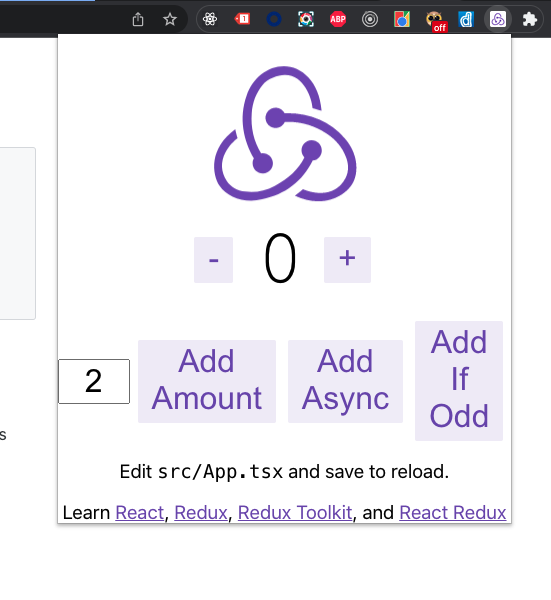 1
ABP
off
d
- 0 +
2
Add Amount
Add Async
Add If Odd
Edit src/App.tsx and save to reload.
Learn React, Redux, Redux Toolkit, and React Redux
s